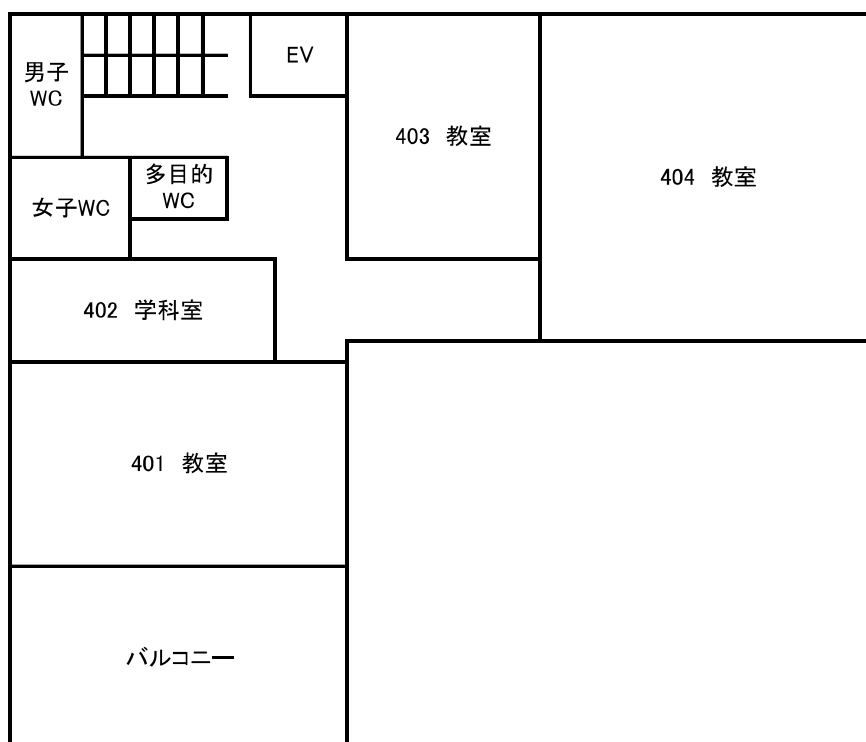 男子
WC
EV
403 教室
404 教室
多目的
WC
女子WC
402 学科室
401 教室
バルコニー